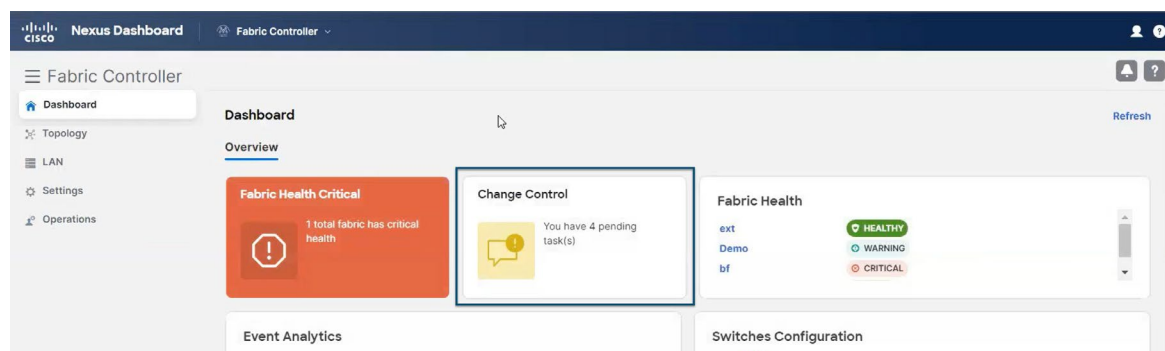 CISCO Nexus Dashboard Fabric Controller
Fabric Controller
Dashboard
Topology
LAN
Settings
Operations
Dashboard
Refresh
Overview
Fabric Health Critical
1 total fabric has critical
health
Change Control
You have 4 pending
task(s)
Fabric Health
ext HEALTHY
Demo WARNING
bf CRITICAL
Event Analytics
Switches Configuration